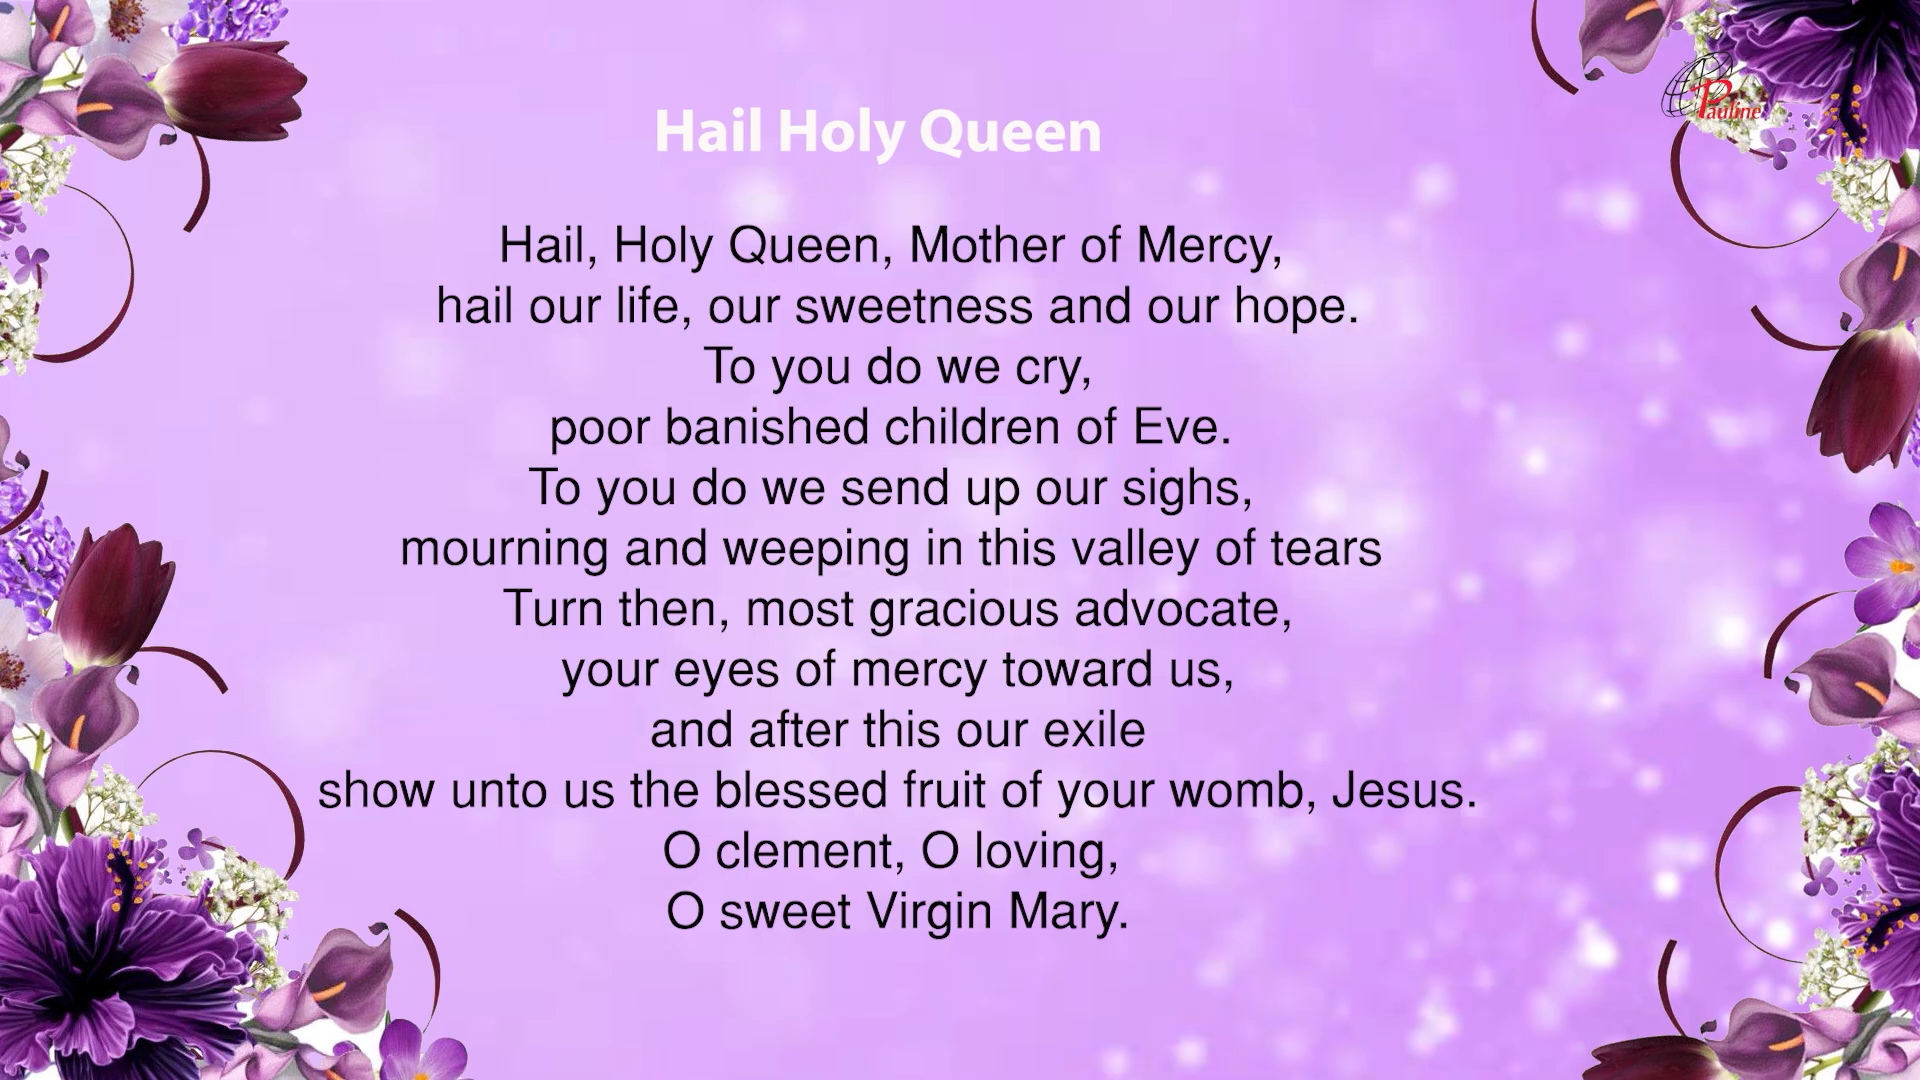 Pauline
Hail Holy Queen
Hail, Holy Queen, Mother of Mercy,
hail our life, our sweetness and our hope.
To you do we cry,
poor banished children of Eve.
To you do we send up our sighs,
mourning and weeping in this valley of tears
Turn then, most gracious advocate,
your eyes of mercy toward us,
and after this our exile
show unto us the blessed fruit of your womb, Jesus.
O clement, O loving,
O sweet Virgin Mary.